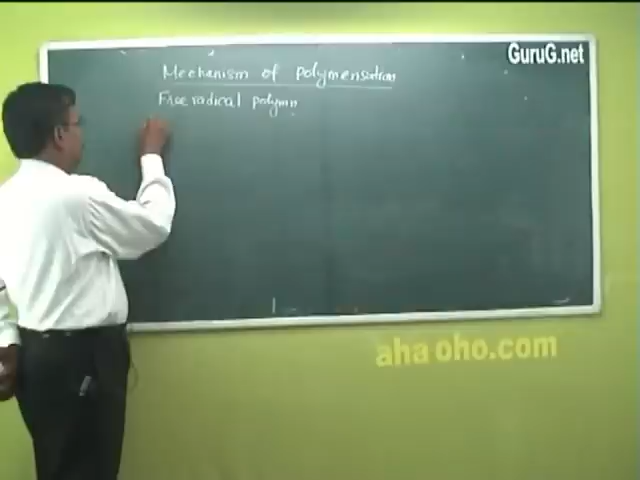 GuruG.net
Mechanism of polymerisation
Free radical polymn
aha oho.com